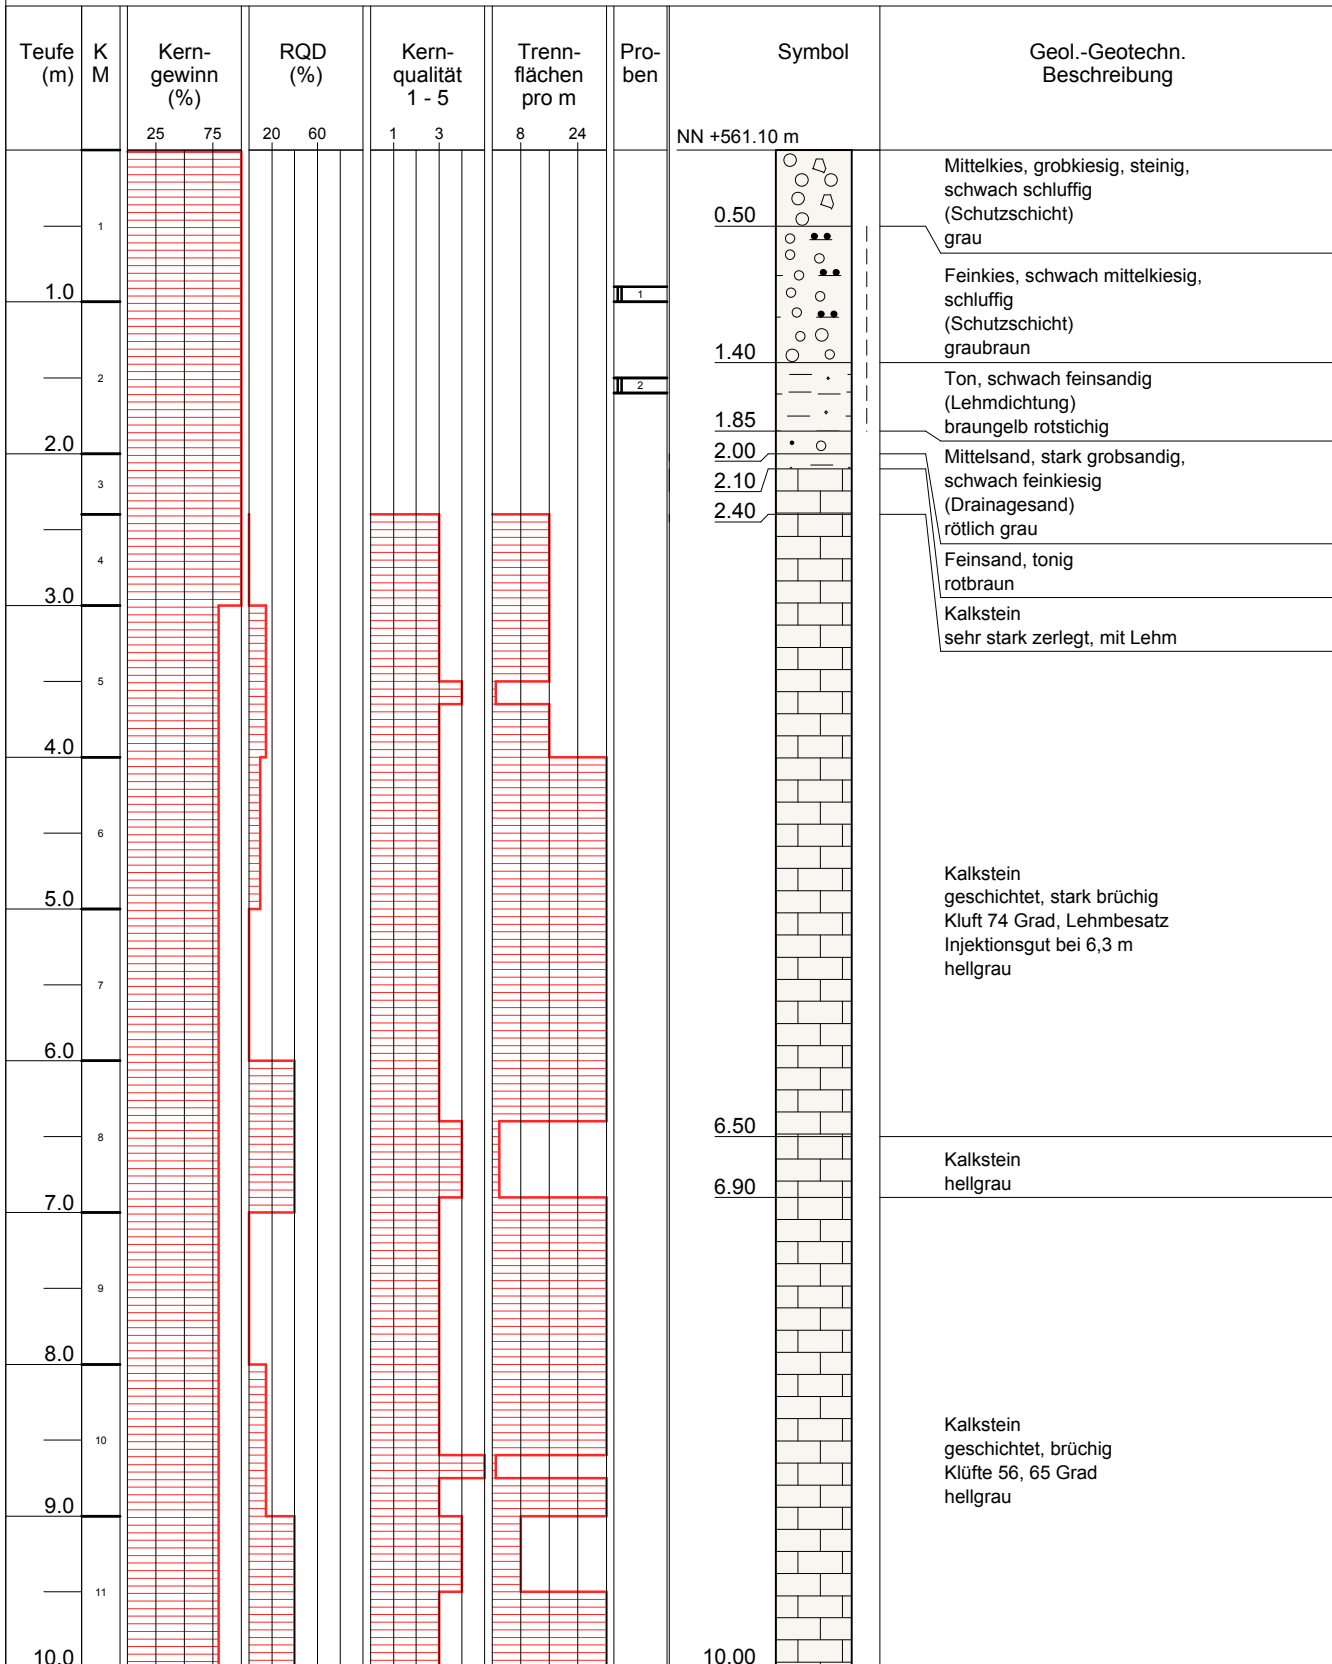 Teufe
(m)
K
M
Kern-
gewinn
(%)
25 75
RQD
(%)
20 60
Kern-
qualität
1 - 5
1 3
Trenn-
flächen
pro m
8 24
Pro-
ben
Symbol
NN +561.10 m
Geol.-Geotechn.
Beschreibung
1.0
2.0
3.0
4.0
5.0
6.0
7.0
8.0
9.0
10.0
1
2
3
4
5
6
7
8
9
10
11
1
2
0.50
1.40
1.85
2.00
2.10
2.40
6.50
6.90
10.00
Mittelkies, grobkiesig, steinig,
schwach schluffig
(Schutzschicht)
grau
Feinkies, schwach mittelkiesig,
schluffig
(Schutzschicht)
graubraun
Ton, schwach feinsandig
(Lehmdichtung)
braungelb rotstichig
Mittelsand, stark grobsandig,
schwach feinkiesig
(Drainagesand)
rötlich grau
Feinsand, tonig
rotbraun
Kalkstein
sehr stark zerlegt, mit Lehm
Kalkstein
geschichtet, stark brüchig
Kluft 74 Grad, Lehmbesatz
Injektionsgut bei 6,3 m
hellgrau
Kalkstein
hellgrau
Kalkstein
geschichtet, brüchig
Klüfte 56, 65 Grad
hellgrau